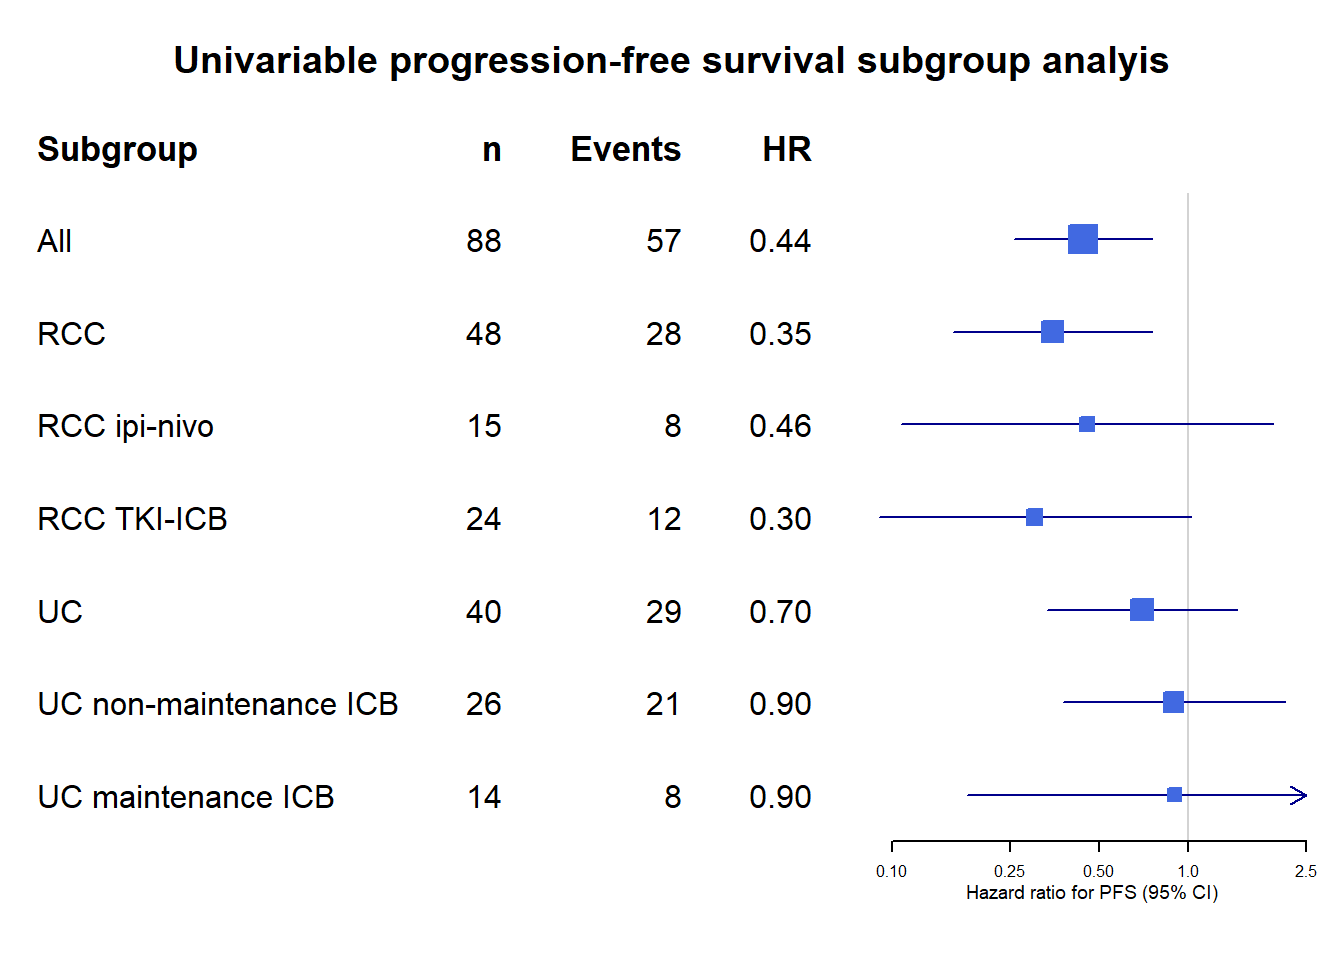 Univariable progression-free survival subgroup analyis
Subgroup n Events HR
All 88 57 0.44
RCC 48 28 0.35
RCC ipi-nivo 15 8 0.46
RCC TKI-ICB 24 12 0.30
UC 40 29 0.70
UC non-maintenance ICB 26 21 0.90
UC maintenance ICB 14 8 0.90
0.10 0.25 0.50 1.0 2.5
Hazard ratio for PFS (95% CI)